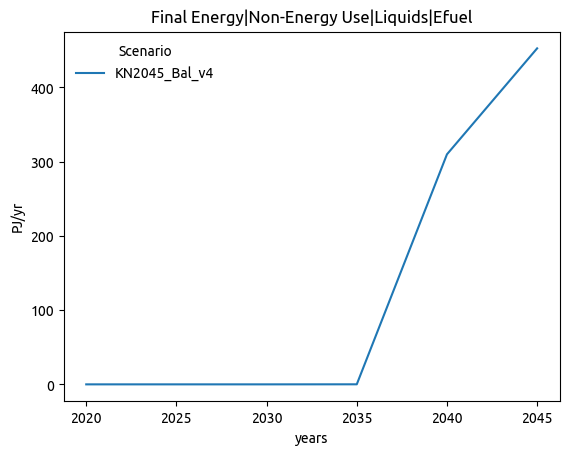 Final Energy|Non-Energy Use|Liquids|Efuel
Scenario
KN2045_Bal_v4
400
300
200
100
0
PJ/yr
2020 2025 2030 2035 2040 2045
years